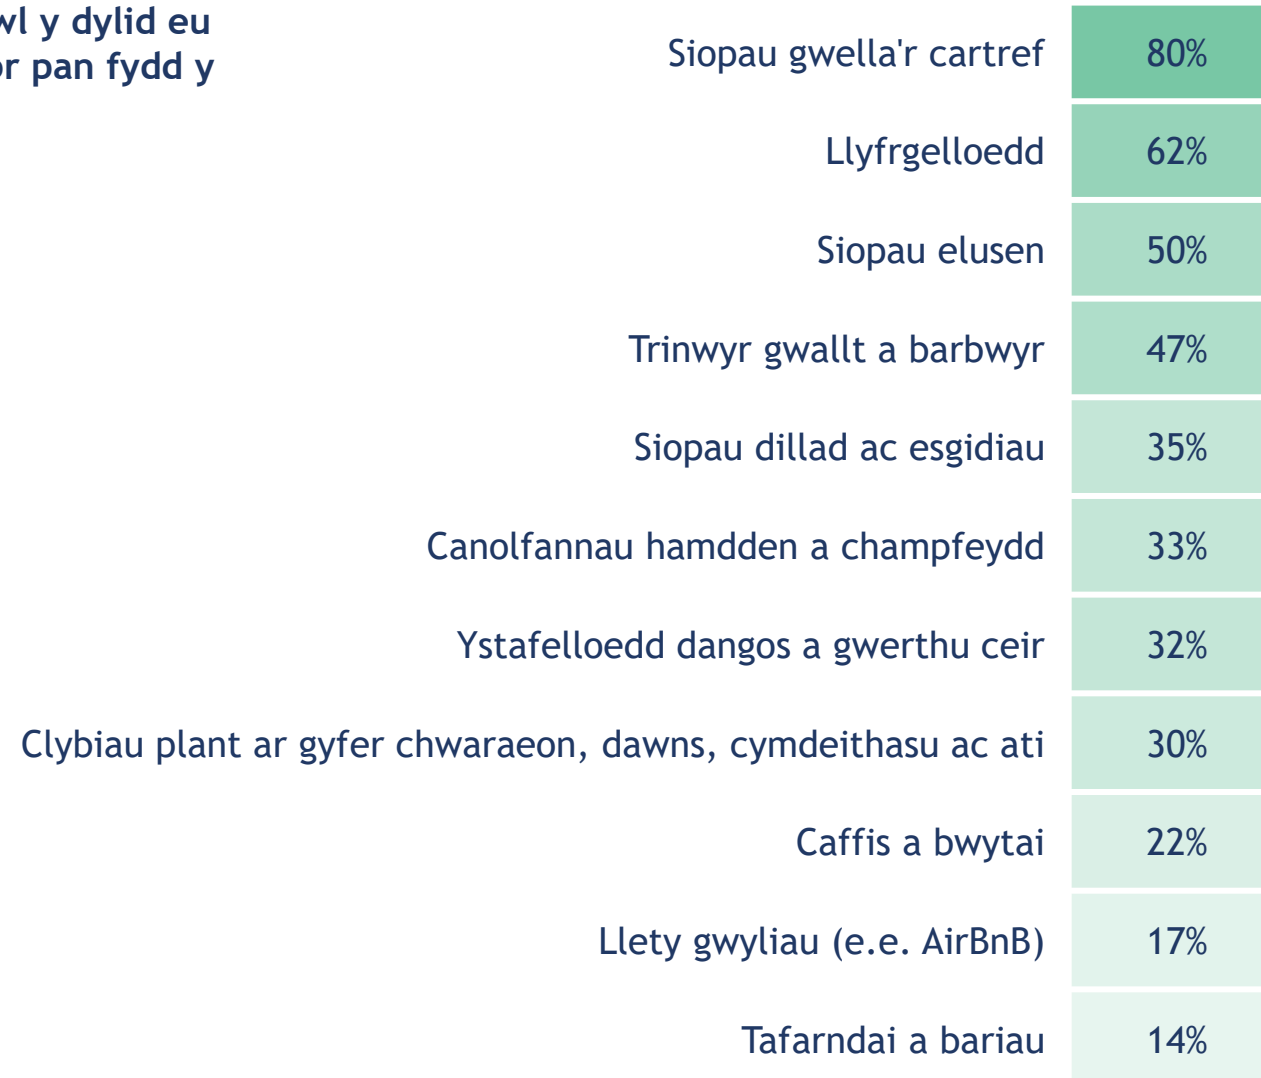 y dylid eu
pan fydd y
Siopau gwella'r cartref 80%
Llyfrgelloedd 62%
Siopau elusen 50%
Trinwyr gwallt a barbwyr 47%
Siopau dillad ac esgidiau 35%
Canolfannau hamdden a champfeydd 33%
Ystafelloedd dangos a gwerthu ceir 32%
Clybiau plant ar gyfer chwaraeon, dawns, cymdeithasu ac ati 30%
Caffis a bwytai 22%
Llety gwyliau (e.e. AirBnB) 17%
Tafarndai a bariau 14%